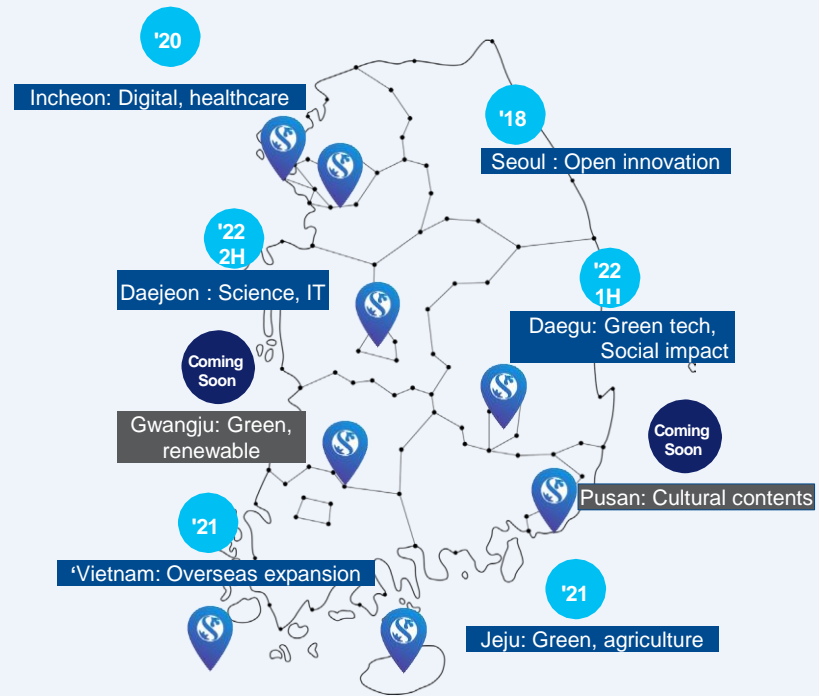 '20
Incheon: Digital, healthcare
'18
Seoul : Open innovation
'22
2H
Daejeon : Science, IT
'22
1H
Daegu: Green tech,
Social impact
Coming
Soon
Gwangju: Green,
renewable
Coming
Soon
Pusan: Cultural contents
'21
‘Vietnam: Overseas expansion
'21
Jeju: Green, agriculture